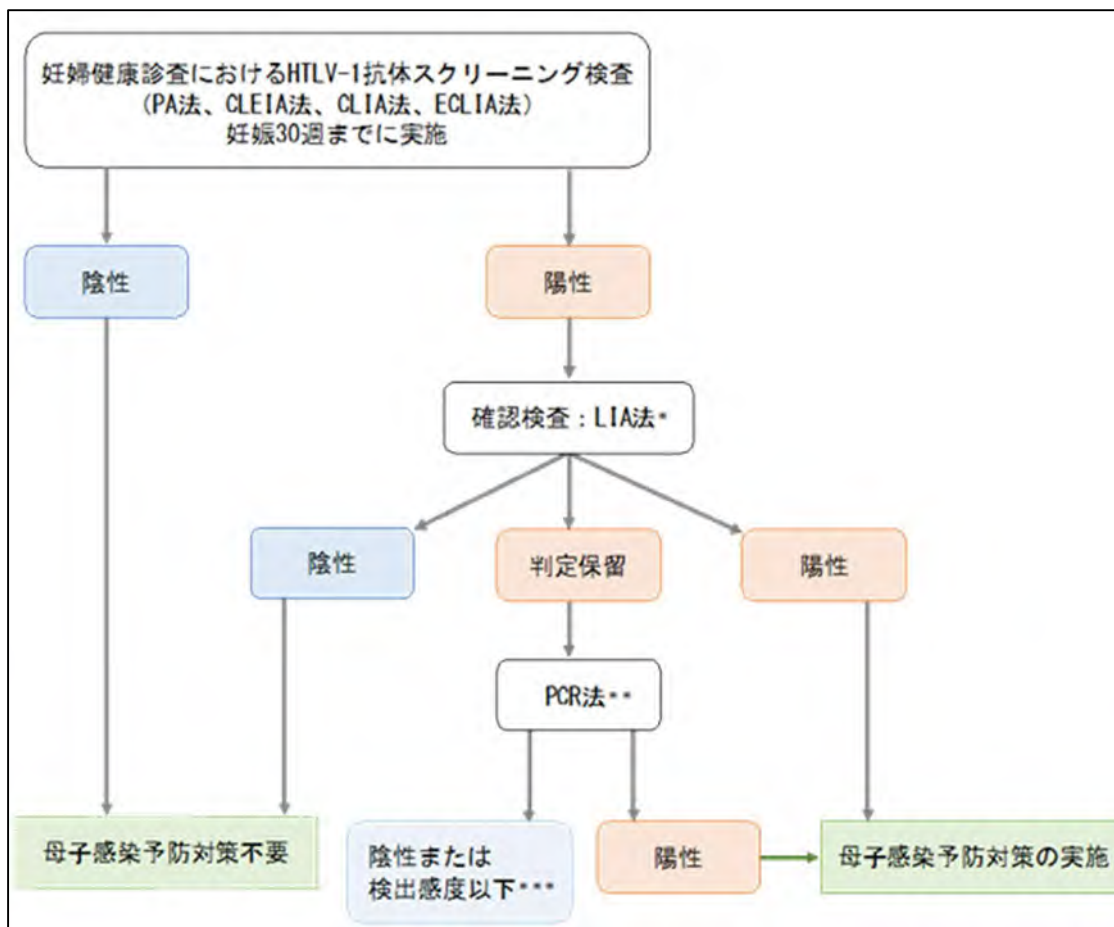 妊婦健康診査におけるHTLV-1抗体スクリーニング検査
(PA法、CLEIA法、CLIA法、ECLIA法)
妊娠30週までに実施
陰性
陽性
確認検査：LIA法*
陰性
判定保留
陽性
PCR法**
母子感染予防対策不要
陰性または
検出感度以下***
陽性
母子感染予防対策の実施